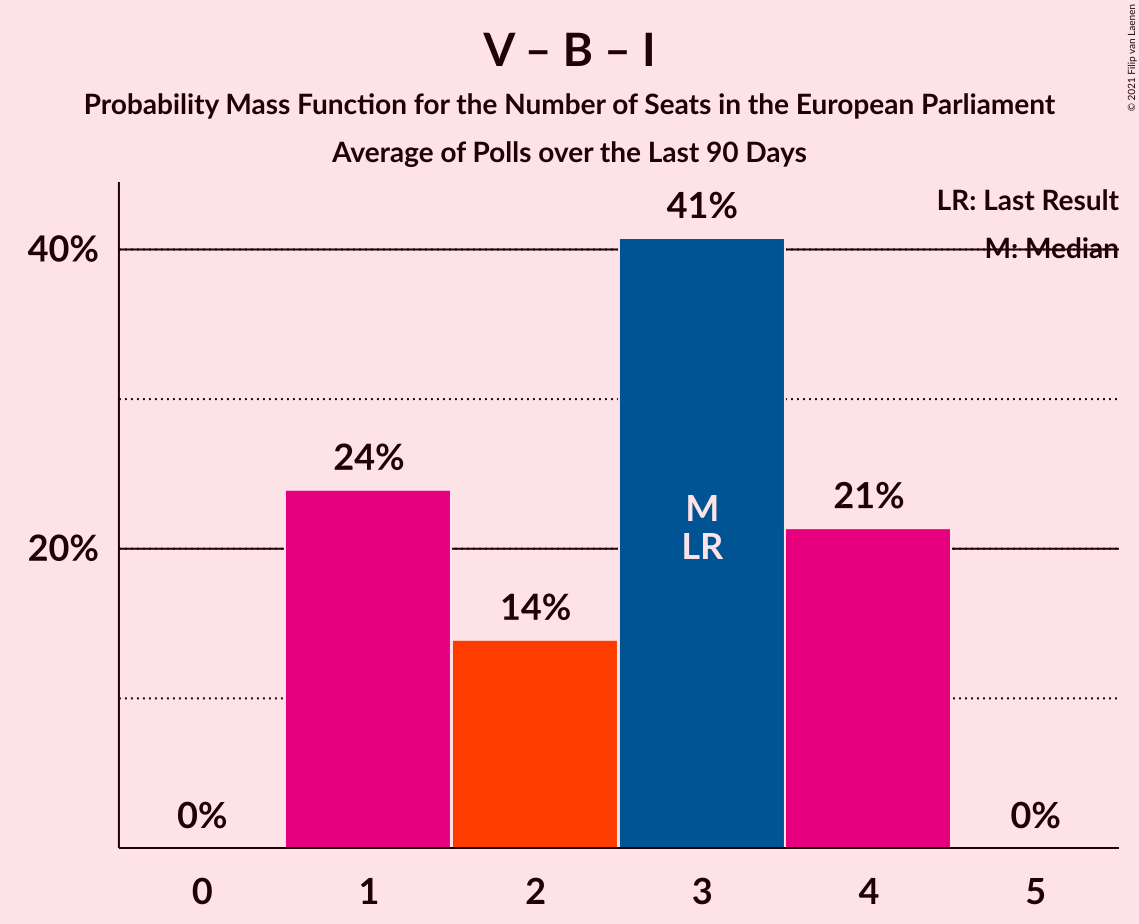 V – B – I
Probability Mass Function for the Number of Seats in the European Parliament
Average of Polls over the Last 90 Days
© 2021 Filip van Laenen
LR: Last Result
M: Median
40%
20%
0%
24%
14%
41%
M
LR
21%
0%
0
1
2
3
4
5